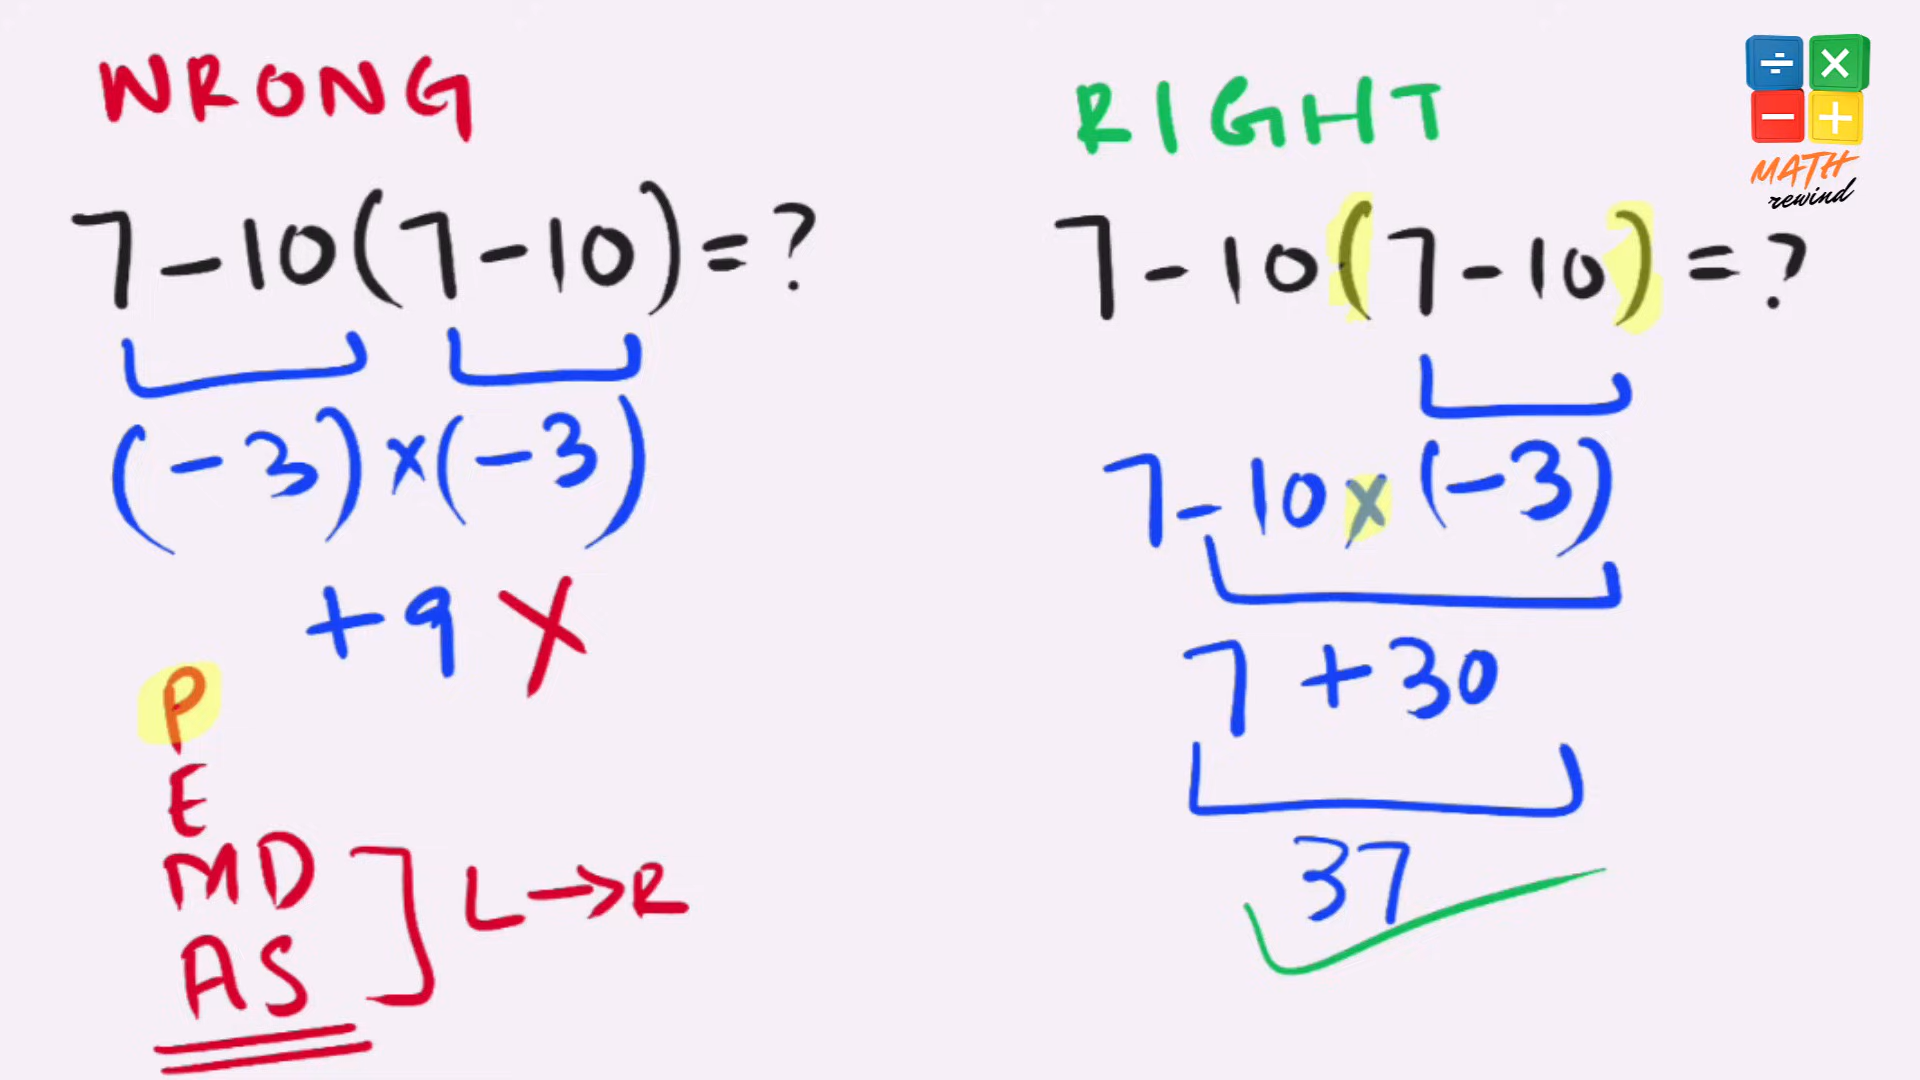 WRONG
7-10(7-10)=?
(-3)×(-3)
+9 X
P
E
MD
AS
L→R
RIGHT
7-10(7-10)=?
7-10×(-3)
7+30
37
÷ ×
- +
MATH
rewind